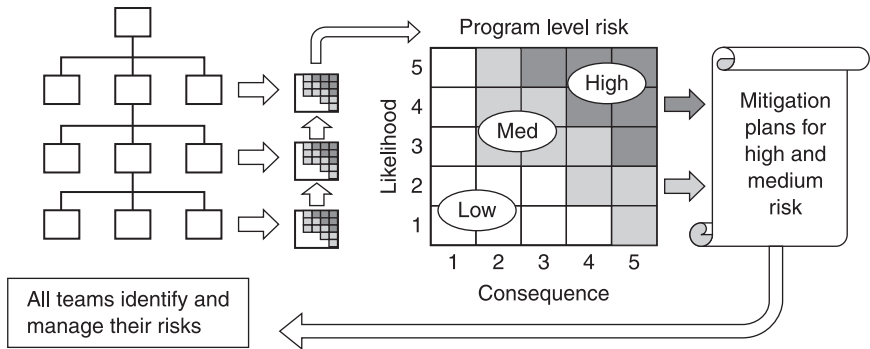 Program level risk
Likelihood
5
4
3
2
1
High
Med
Low
1 2 3 4 5
Consequence
Mitigation
plans for
high and
medium
risk
All teams identify and
manage their risks